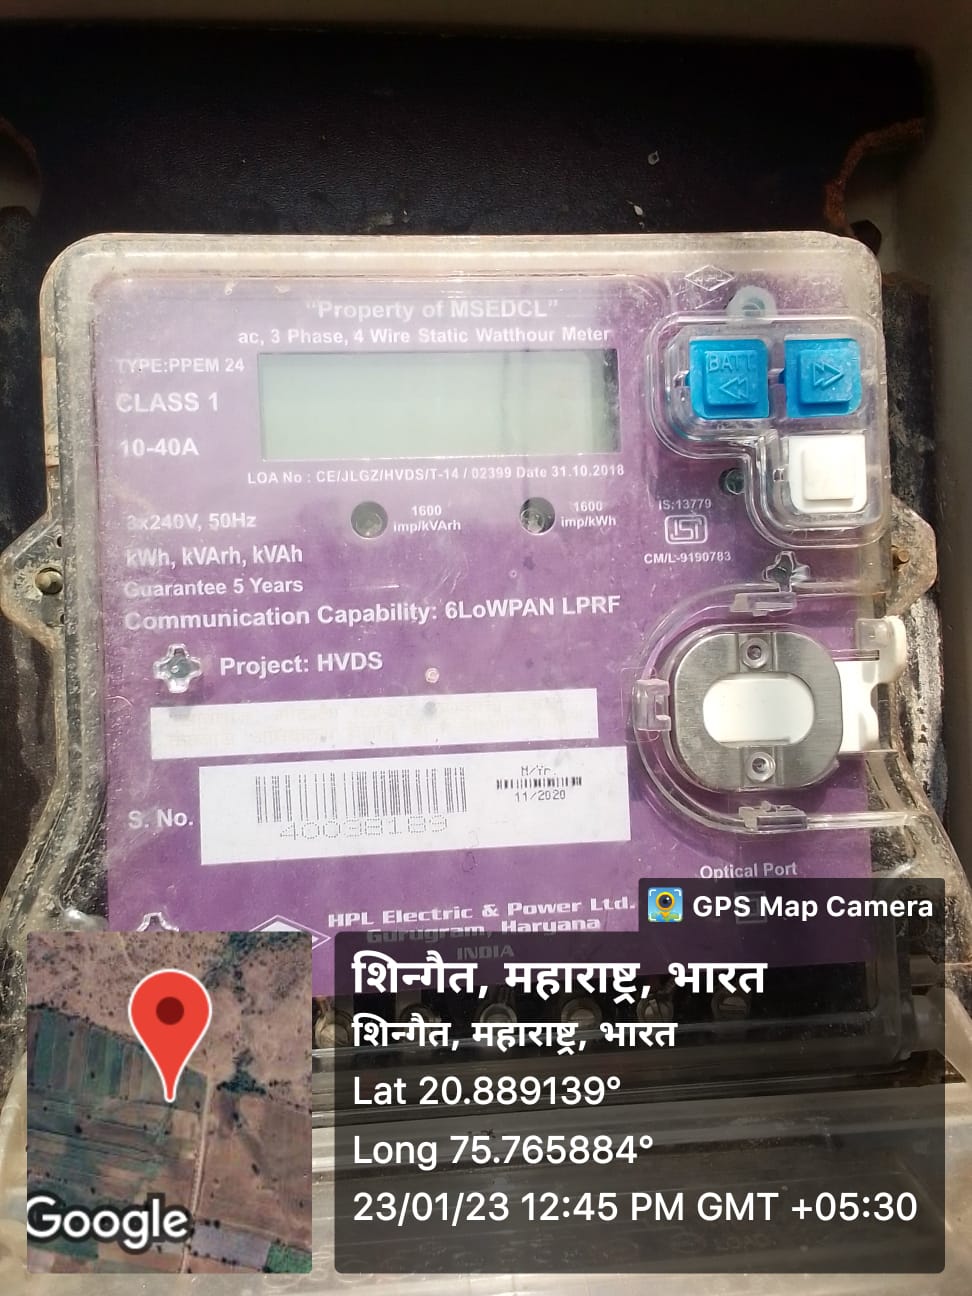 "Property of MSEDCL"
ac, 3 Phase, 4 Wire Static Watthour Meter
TYPE:PPEM 24
CLASS 1
10-40A
BATT
LOA No : CE/JLGZ/HVDS/T-14 / 02399 Date 31.10.2018
3x240V, 50Hz
1600
imp/kVArh
1600
imp/kWh
IS:13779
ISI
CM/L-9190783
kWh, kVArh, kVAh
Guarantee 5 Years
Communication Capability: 6LoWPAN LPRF
Project: HVDS
M/Yr.
11/2020
S. No.
40038189
Optical Port
HPL Electric & Power Ltd.
Gurugram, Haryana
INDIA
GPS Map Camera
शिन्गैत, महाराष्ट्र, भारत
शिन्गैत, महाराष्ट्र, भारत
Lat 20.889139°
Long 75.765884°
23/01/23 12:45 PM GMT +05:30
Google